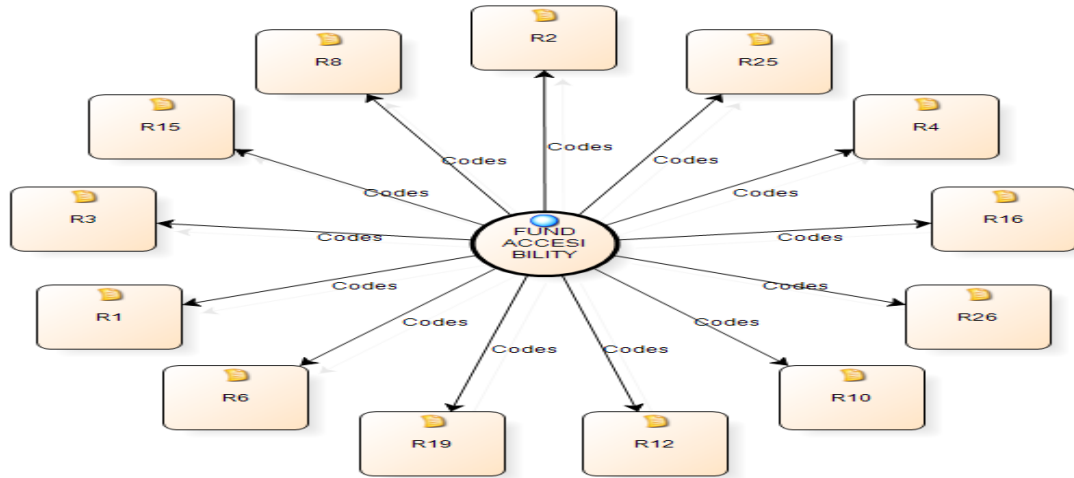 R2
R8
R25
R15
R4
Codes
Codes
Codes
Codes
Codes
R3
R16
Codes
FUND
ACCESI
BILITY
Codes
R1
Codes
Codes
R26
Codes
Codes
R6
Codes
Codes
R10
R19
R12